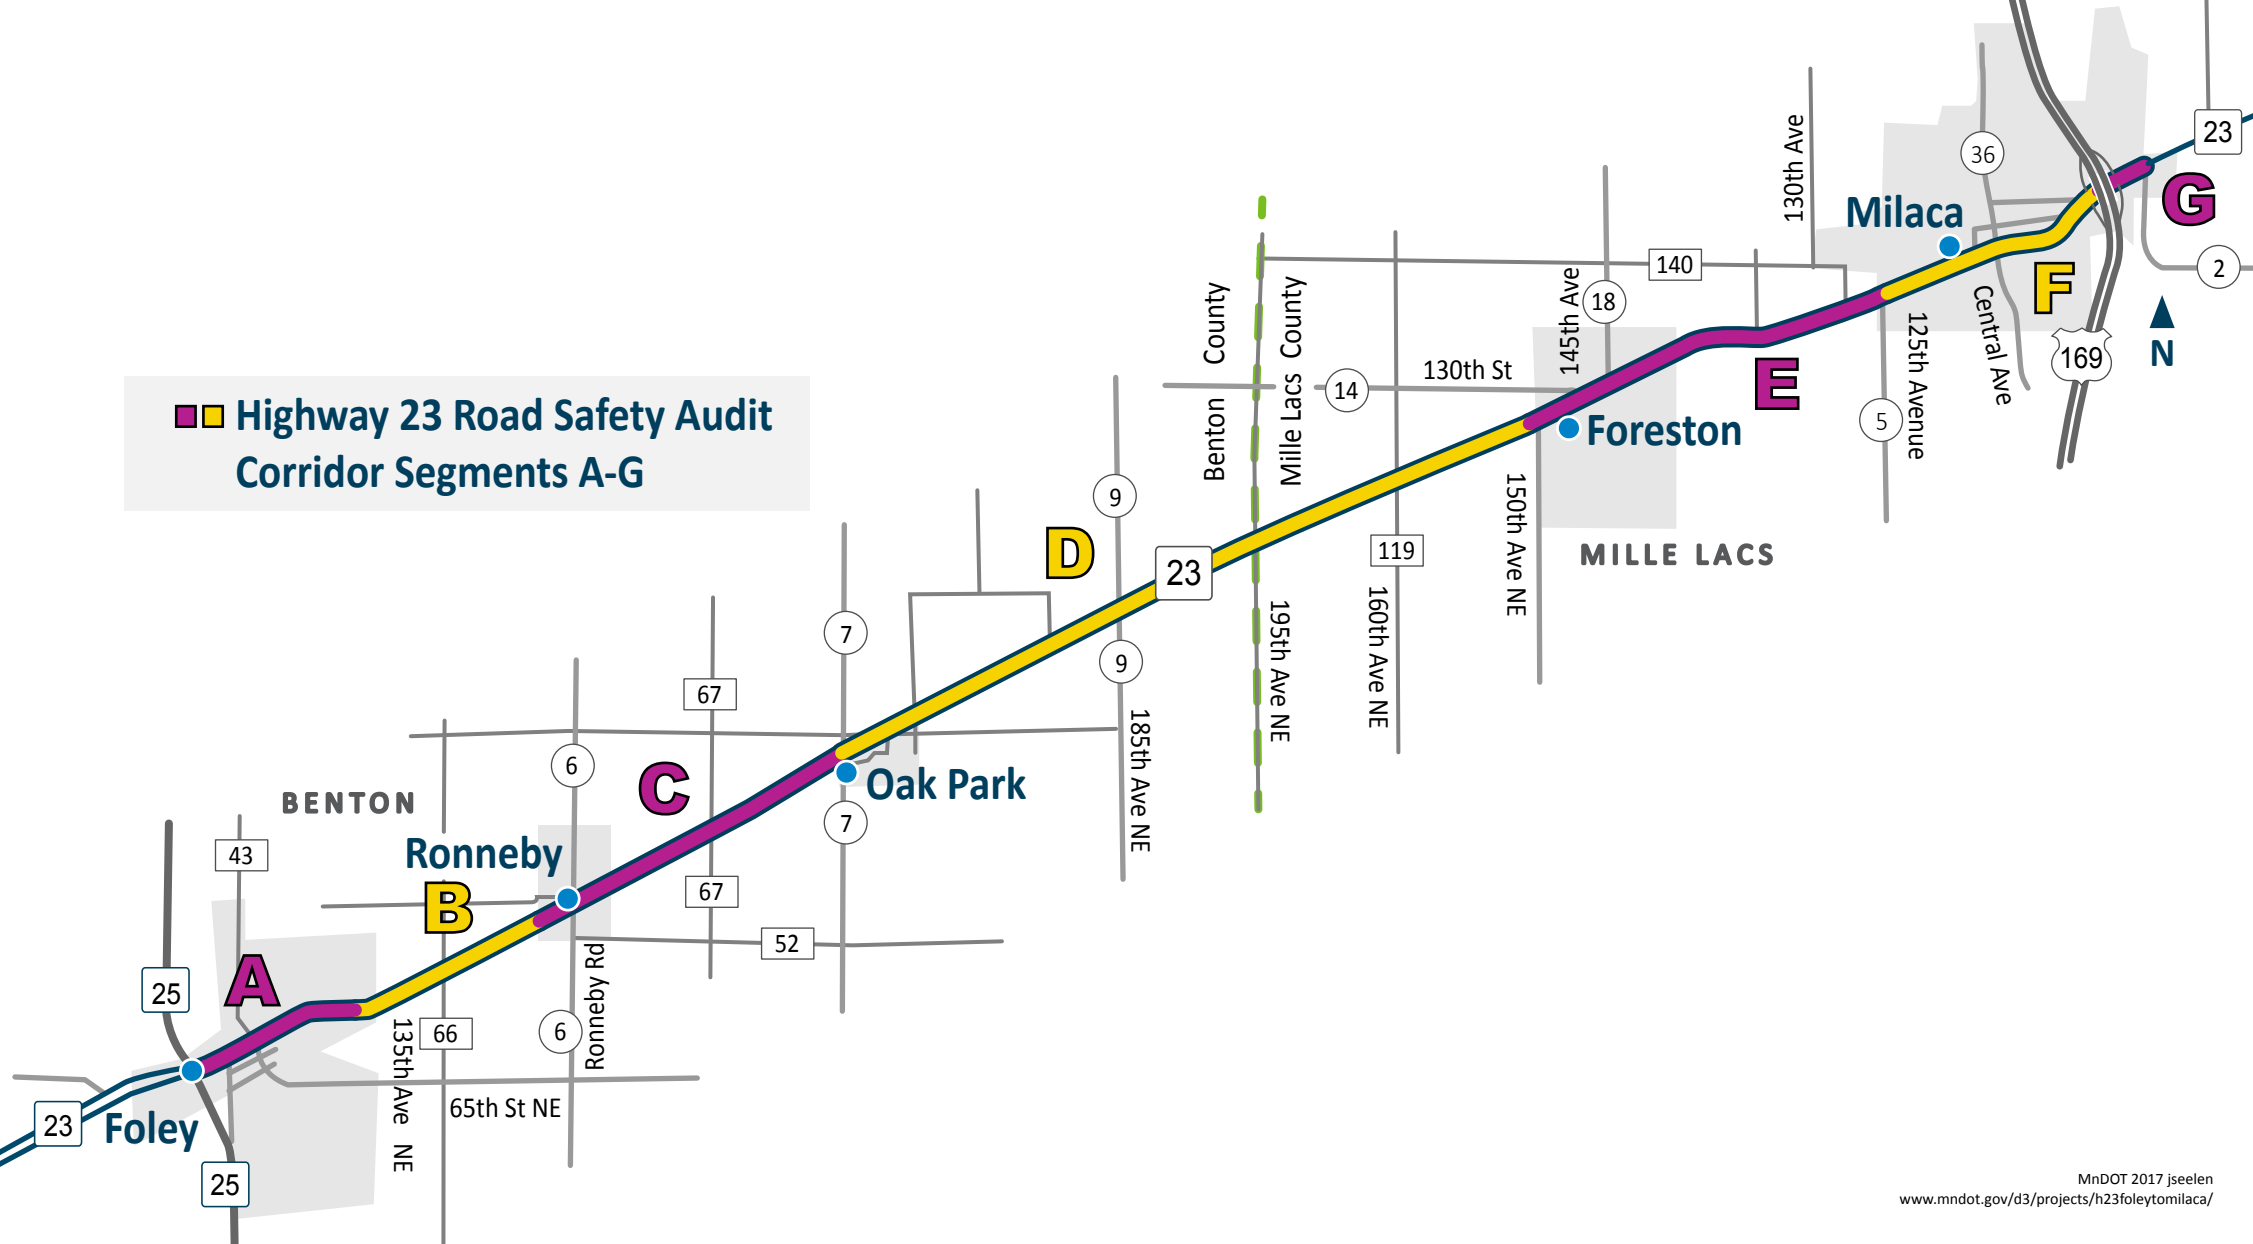 23
130th Ave
36
Milaca
G
140
2
145th Ave
18
Benton County
Mille Lacs County
F
Central Ave
125th Avenue
169
N
130th St
14
E
5
Highway 23 Road Safety Audit
Corridor Segments A-G
Foreston
9
D
23
119
150th Ave NE
MILLE LACS
7
9
195th Ave NE
160th Ave NE
67
185th Ave NE
6
C
Oak Park
BENTON
7
43
Ronneby
67
B
52
A
25
Ronneby Rd
135th Ave NE
66
6
65th St NE
23
Foley
25
MnDOT 2017 jseelen
www.mndot.gov/d3/projects/h23foleytomilaca/